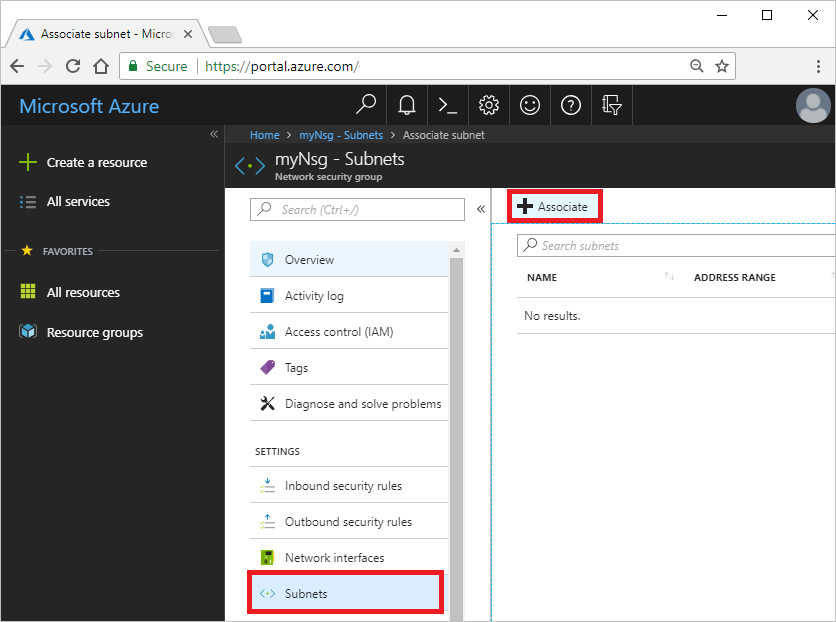 Associate subnet - Micros
Secure
https://portal.azure.com/
Microsoft Azure
Home > myNsg - Subnets > Associate subnet
Create a resource
All services
FAVORITES
All resources
Resource groups
myNsg - Subnets
Network security group
Search (Ctrl+/)
Overview
Activity log
Access control (IAM)
Tags
Diagnose and solve problems
SETTINGS
Inbound security rules
Outbound security rules
Network interfaces
Subnets
Associate
Search subnets
NAME
ADDRESS RANGE
No results.